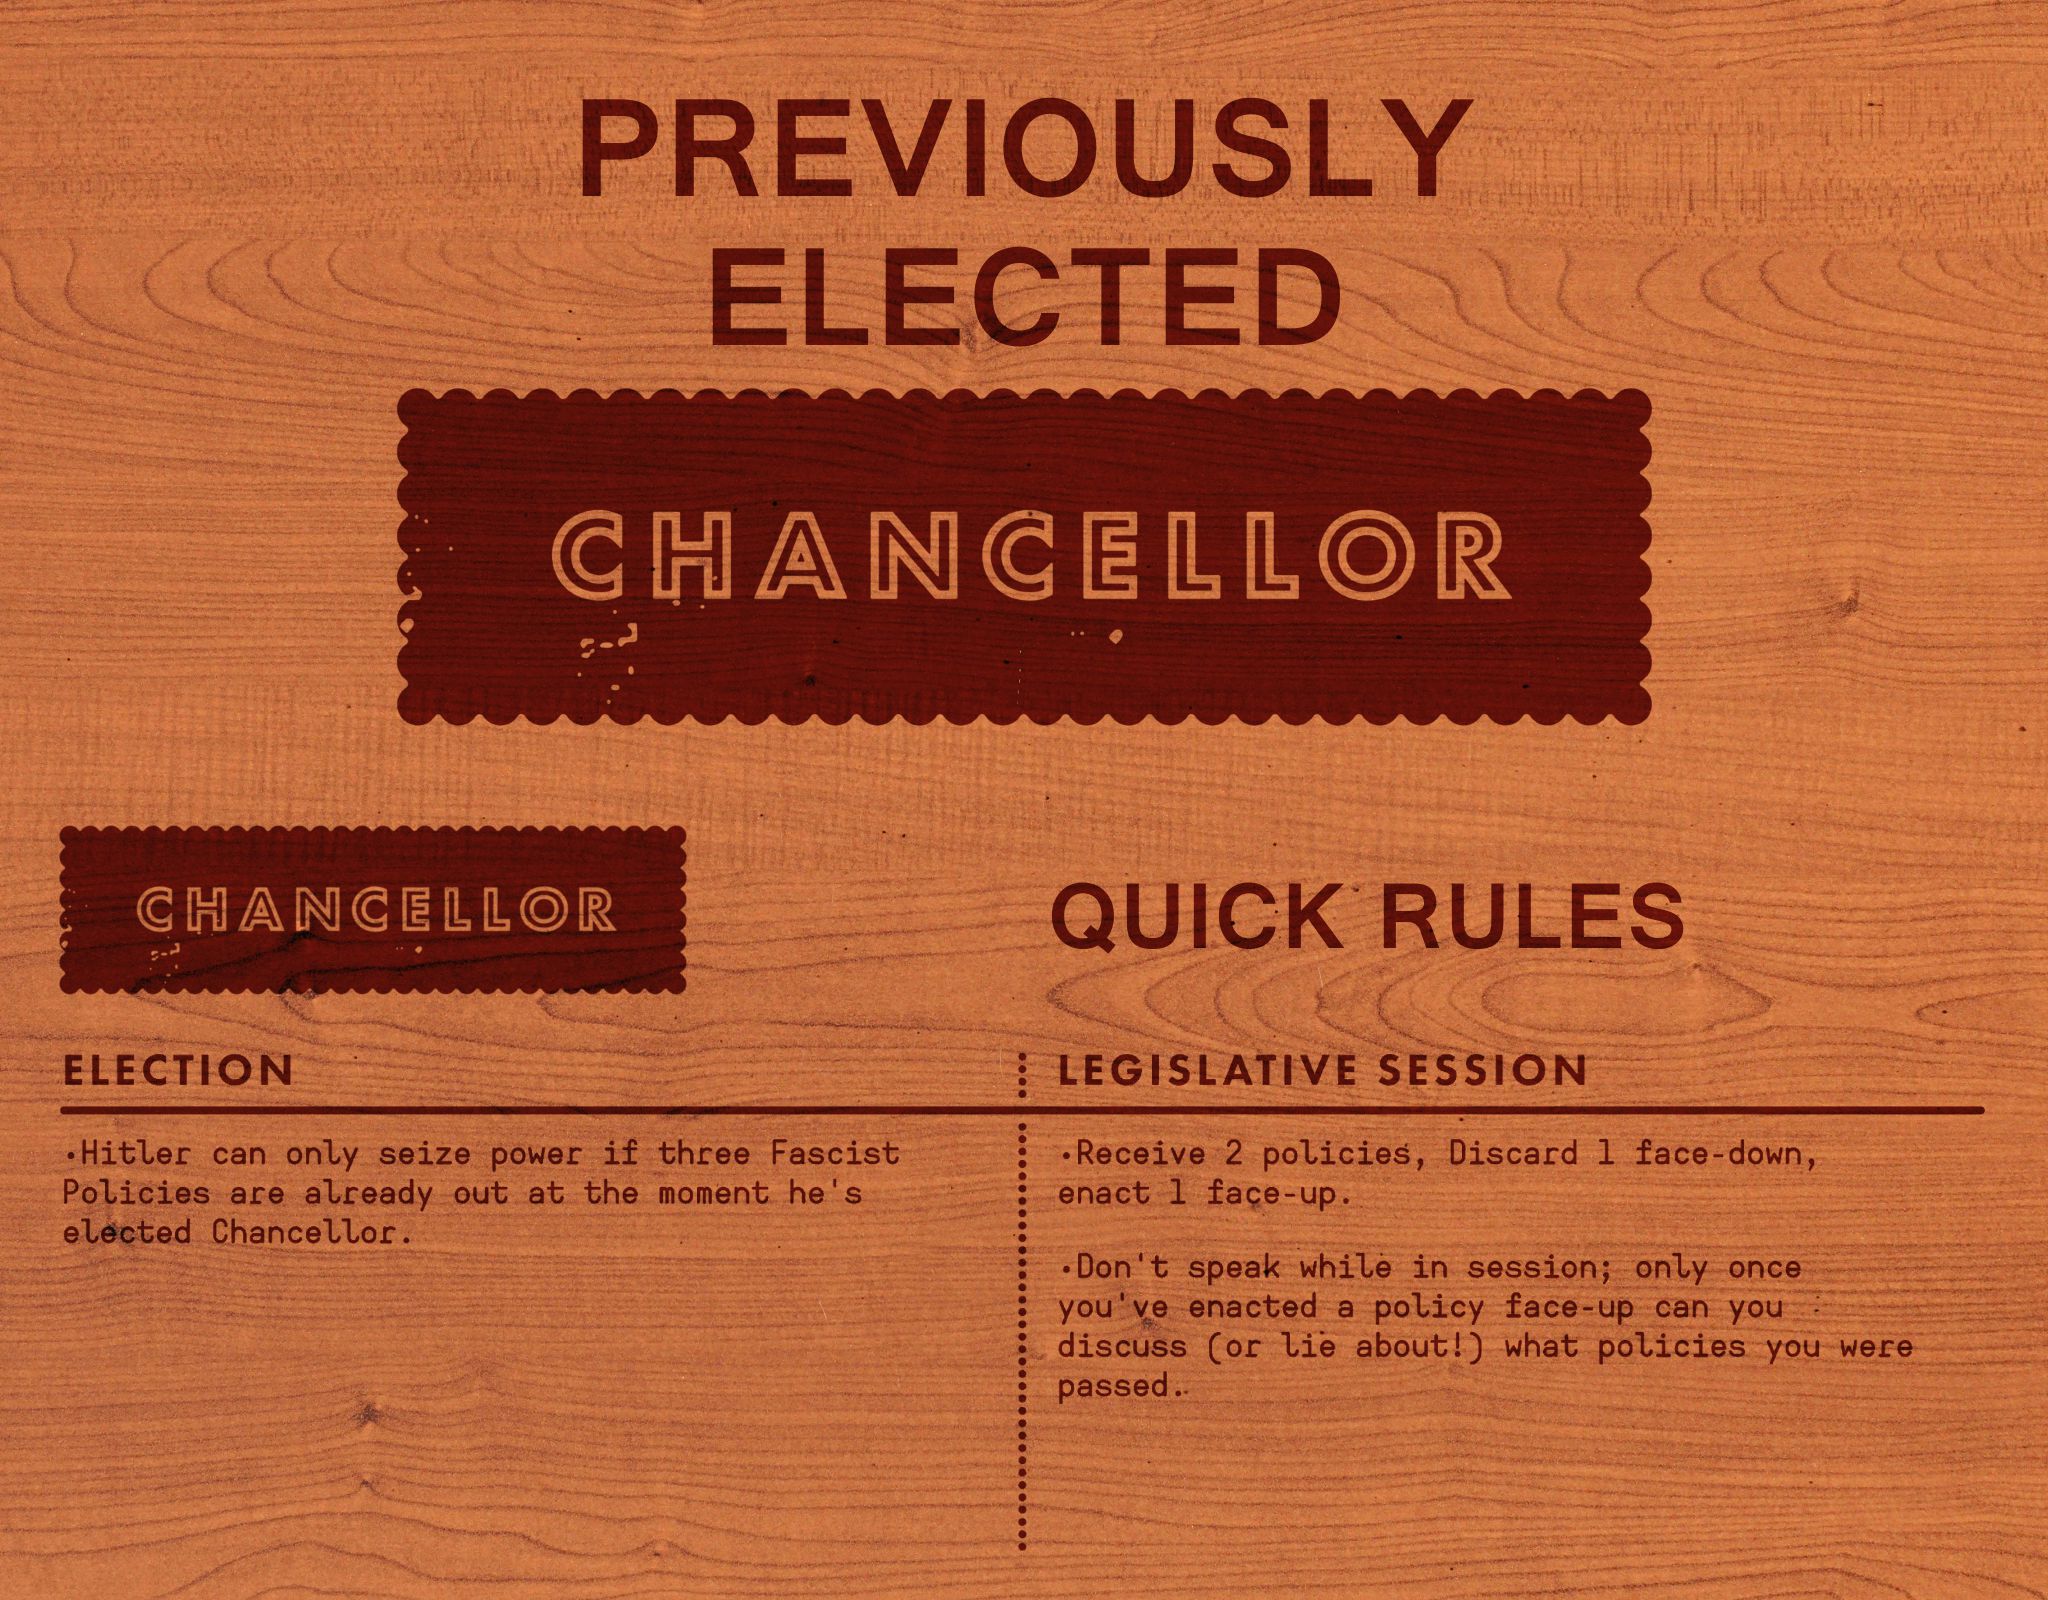 PREVIOUSLY
ELECTED
CHANCELLOR
CHANCELLOR
QUICK RULES
ELECTION
•Hitler can only seize power if three Fascist
Policies are already out at the moment he's
elected Chancellor.
LEGISLATIVE SESSION
•Receive 2 policies, Discard 1 face-down,
enact 1 face-up.
•Don't speak while in session; only once
you've enacted a policy face-up can you
discuss (or lie about!) what policies you were
passed.